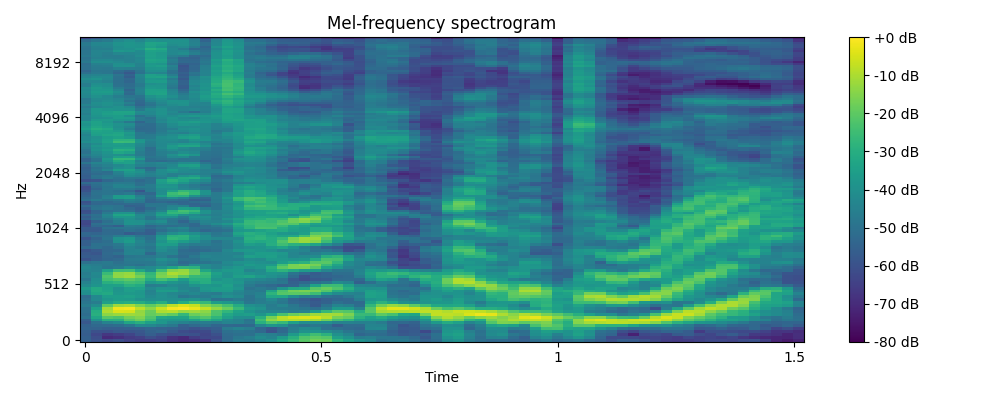 Mel-frequency spectrogram
8192
4096
2048
1024
512
0
Hz
0 0.5 1 1.5
Time
+0 dB
-10 dB
-20 dB
-30 dB
-40 dB
-50 dB
-60 dB
-70 dB
-80 dB